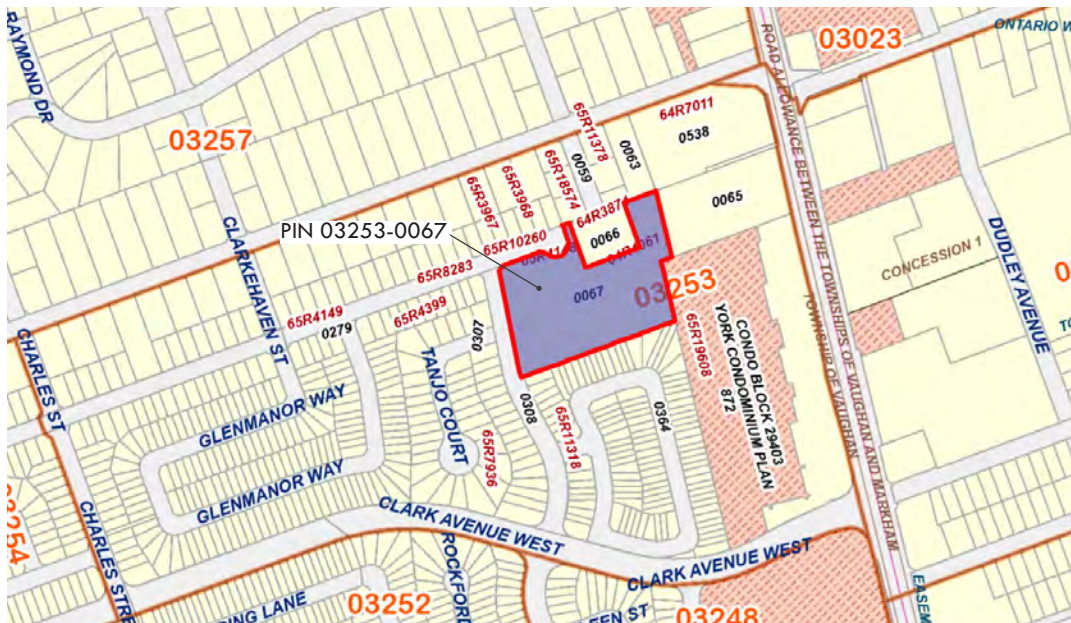 RAYMOND DR
03257
03023
ONTARIO W
ROAD ALLOWANCE BETWEEN THE TOWNSHIPS OF VAUGHAN AND MARKHAM
TOWNSHIP OF VAUGHAN
64R7011
0538
65R11378
0063
0059
65R18574
65R3968
65R3967
0065
64R387
0066
PIN 03253-0067
65R10260
65R8283
CLARKEHAVEN ST
DUDLEY AVENUE
CONCESSION 1
0067
03253
65R4149
0279
65R4399
0307
65R19608
CONDO BLOCK 29403
YORK CONDOMINIUM PLAN
872
CHARLES ST
TANJO COURT
GLENMANOR WAY
0308
65R11318
0364
65R7936
GLENMANOR WAY
CLARK AVENUE WEST
CLARK AVENUE WEST
CHARLES STRE
ROCKFORD
03252
03248
EASEM